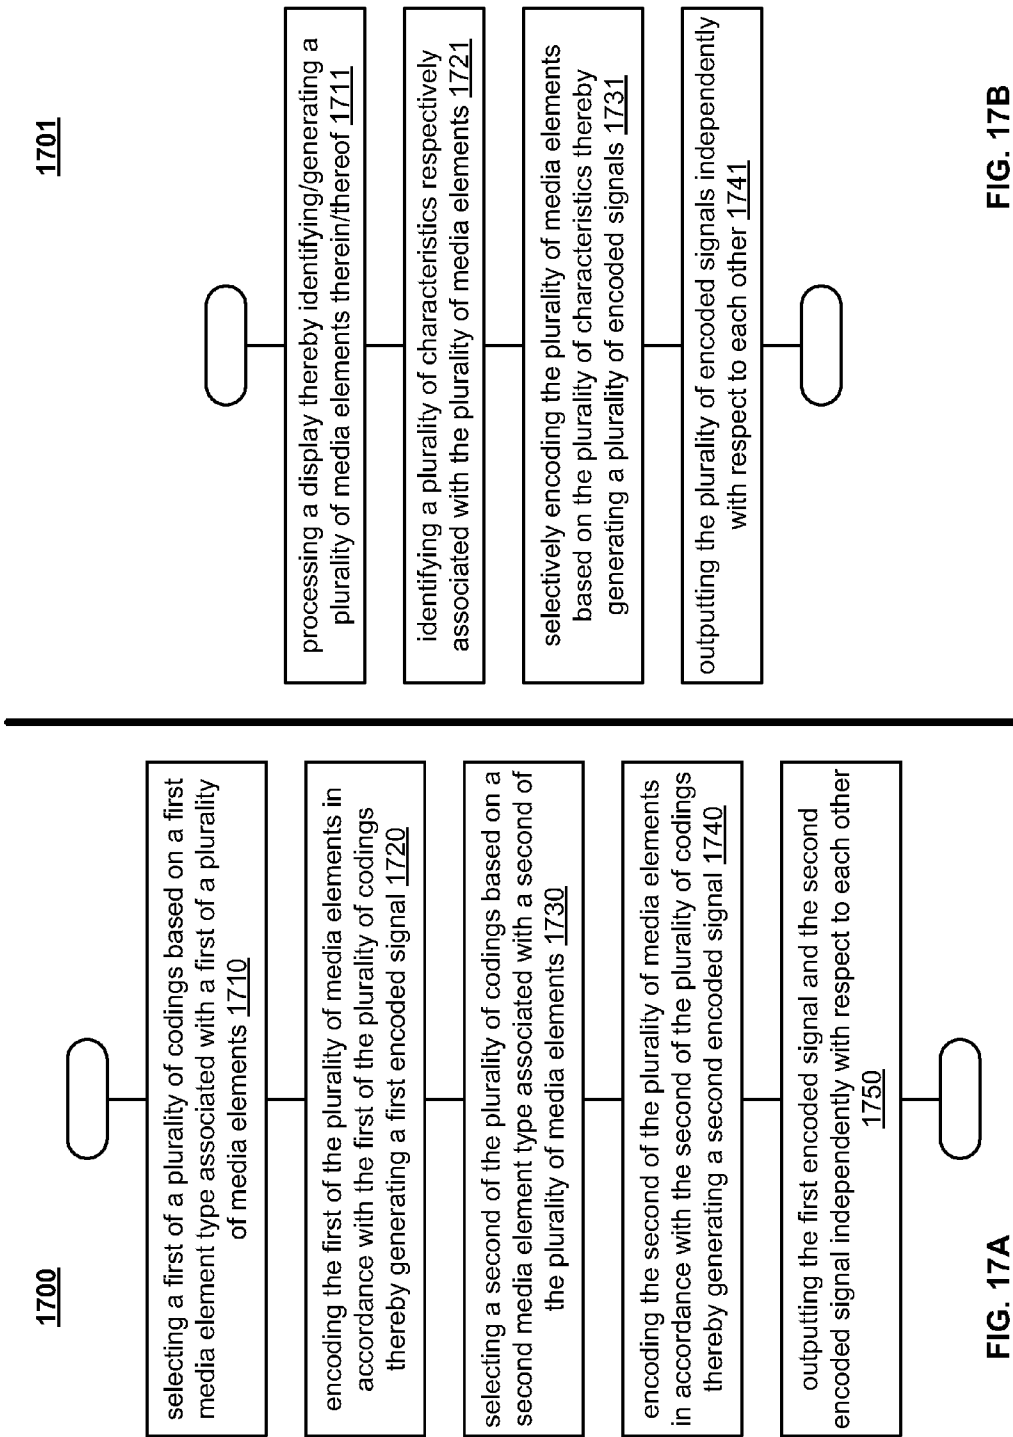 1700
selecting a first of a plurality of codings based on a first
media element type associated with a first of a plurality
of media elements 1710
encoding the first of the plurality of media elements in
accordance with the first of the plurality of codings
thereby generating a first encoded signal 1720
selecting a second of the plurality of codings based on a
second media element type associated with a second of
the plurality of media elements 1730
encoding the second of the plurality of media elements
in accordance with the second of the plurality of codings
thereby generating a second encoded signal 1740
outputting the first encoded signal and the second
encoded signal independently with respect to each other
1750
FIG. 17A
1701
processing a display thereby identifying/generating a
plurality of media elements therein/thereof 1711
identifying a plurality of characteristics respectively
associated with the plurality of media elements 1721
selectively encoding the plurality of media elements
based on the plurality of characteristics thereby
generating a plurality of encoded signals 1731
outputting the plurality of encoded signals independently
with respect to each other 1741
FIG. 17B